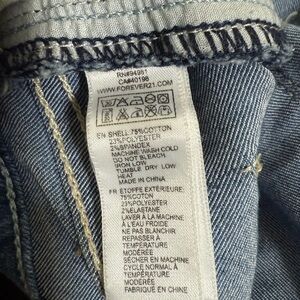 RN#94981
CA#40198
WWW.FOREVER21.COM
EN SHELL 75%COTTON
23%POLYESTER
2%SPANDEX
MACHINE WASH COLD
DO NOT BLEACH
IRON LOW
TUMBLE DRY LOW
HEAT
MADE IN CHINA
FR ÉTOFFE EXTÉRIEURE:
75%COTON
23%POLYESTER
2%ÉLASTANE
LAVER À LA MACHINE
À L'EAU FROIDE
NE PAS BLANCHIR
REPASSER À
TEMPÉRATURE
MODÉRÉE
SÉCHER EN MACHINE
CYCLE NORMAL À
TEMPÉRATURE
MODÉRÉE
FABRIQUÉ EN CHINE